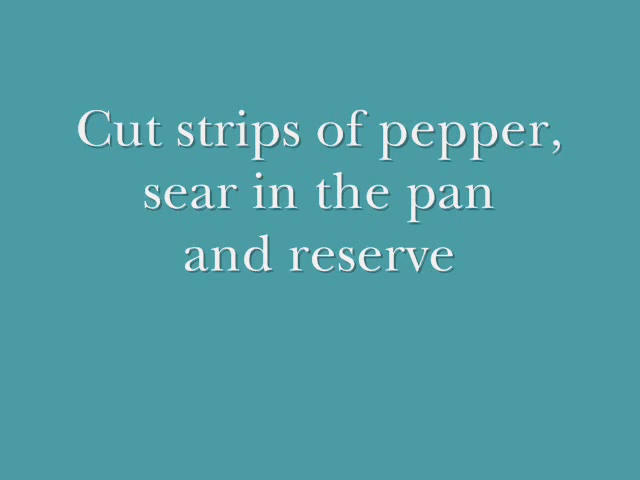 Cut strips of pepper,
sear in the pan
and reserve